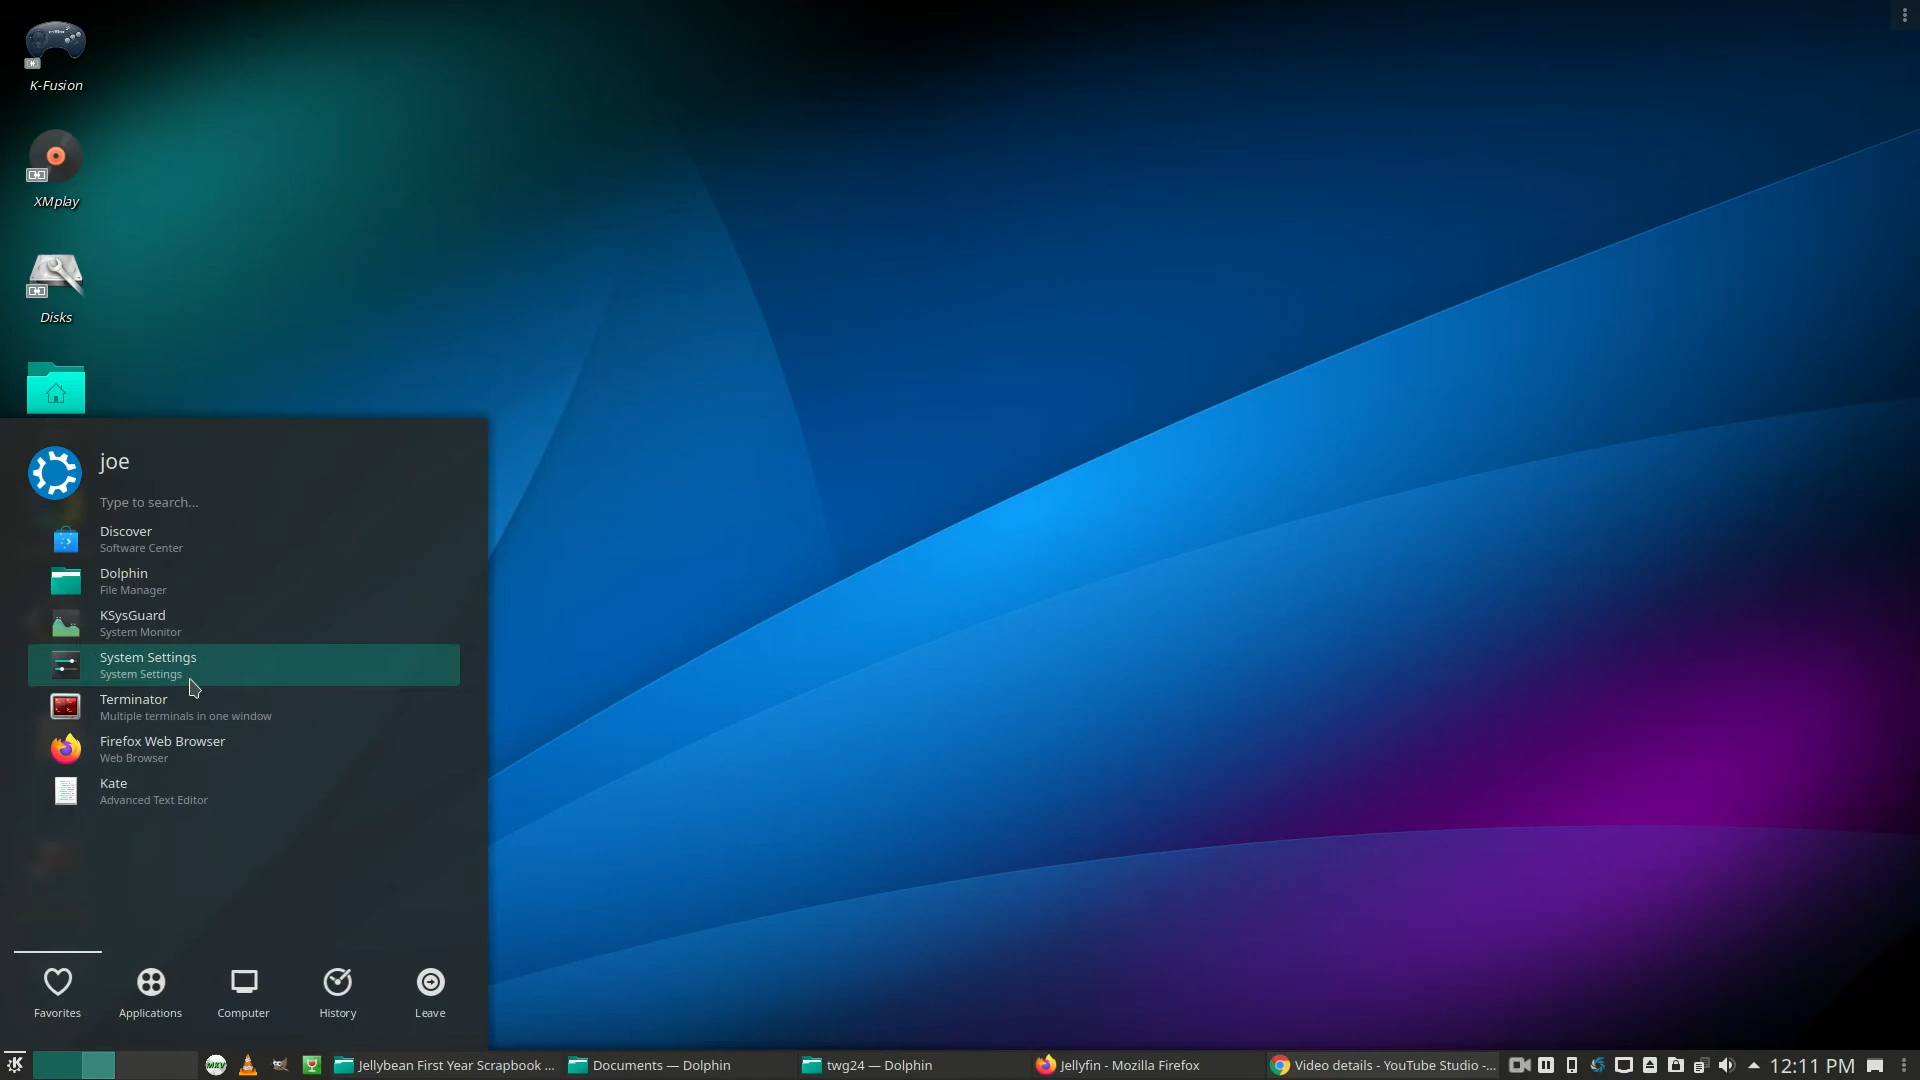 K-Fusion
XMplay
Disks
joe
Type to search...
Discover
Software Center
Dolphin
File Manager
KSysGuard
System Monitor
System Settings
System Settings
Terminator
Multiple terminals in one window
Firefox Web Browser
Web Browser
Kate
Advanced Text Editor
Favorites
Applications
Computer
History
Leave
MKV
Jellybean First Year Scrapbook ...
Documents — Dolphin
twg24 — Dolphin
Jellyfin - Mozilla Firefox
Video details - YouTube Studio -...
12:11 PM